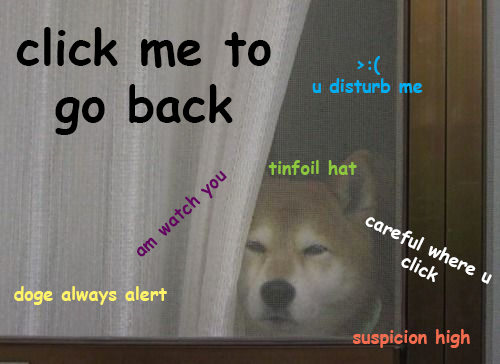 click me to
go back
>:(
u disturb me
tinfoil hat
am watch you
careful where u
click
doge always alert
suspicion high